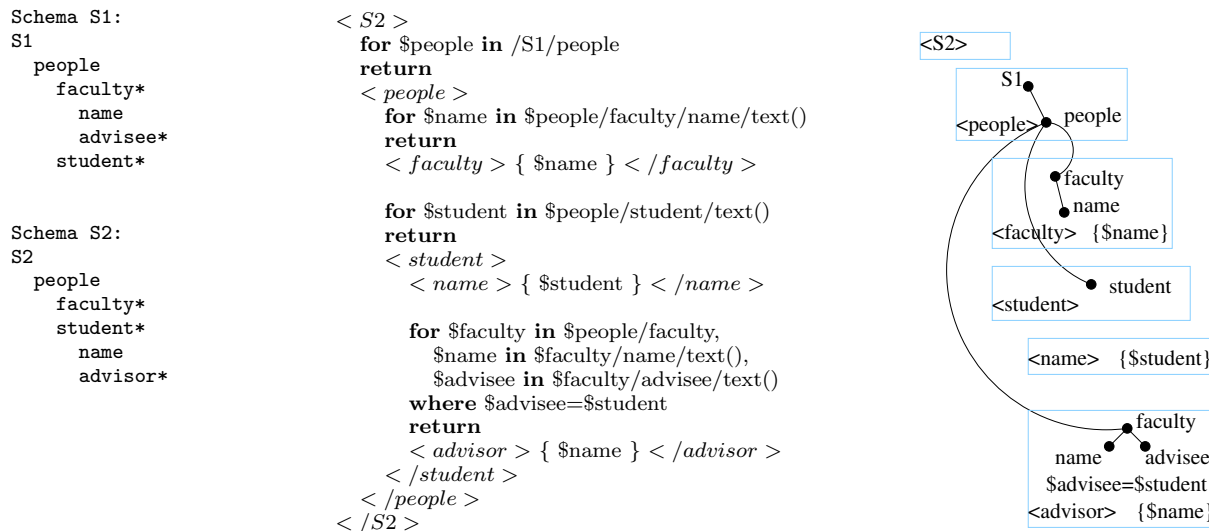 Schema S1:
S1
people
faculty*
name
advisee*
student*
Schema S2:
S2
people
faculty*
student*
name
advisor*
< S2 >
for $people in /S1/people
return
< people >
for $name in $people/faculty/name/text()
return
< faculty > { $name } < /faculty >
for $student in $people/student/text()
return
< student >
< name > { $student } < /name >
for $faculty in $people/faculty,
$name in $faculty/name/text(),
$advisee in $faculty/advisee/text()
where $advisee=$student
return
< advisor > { $name } < /advisor >
< /student >
< /people >
< /S2 >
<S2>
S1
<people> people
faculty
name
<faculty> {$name}
student
<student>
<name> {$student}
faculty
name advisee
$advisee=$student
<advisor> {$name}